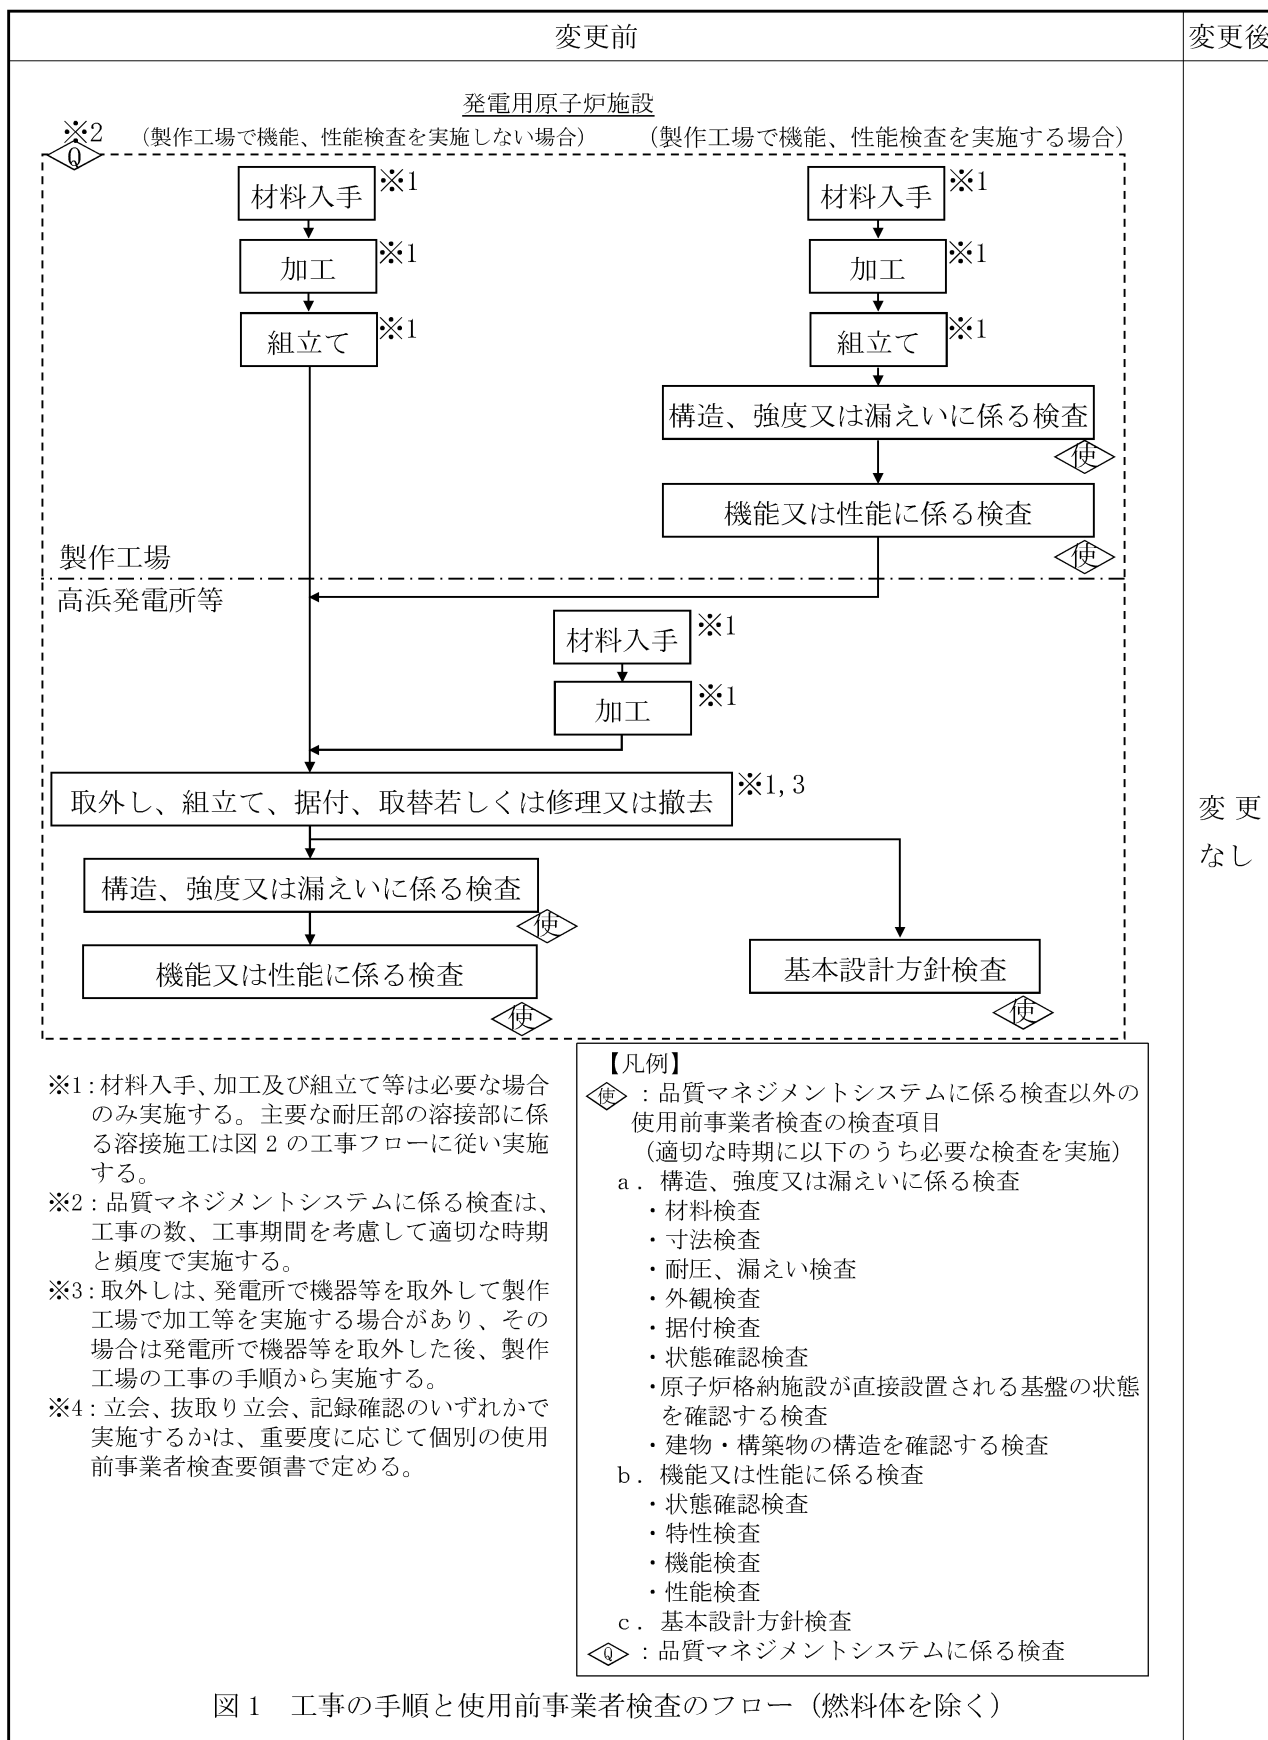 変更前
変更後
発電用原子炉施設
※2
（製作工場で機能、性能検査を実施しない場合）
（製作工場で機能、性能検査を実施する場合）
Q
材料入手
※1
材料入手
※1
加工
※1
加工
※1
組立て
※1
組立て
※1
構造、強度又は漏えいに係る検査
使
機能又は性能に係る検査
使
製作工場
高浜発電所等
材料入手
※1
加工
※1
取外し、組立て、据付、取替若しくは修理又は撤去
※1,3
変更
なし
構造、強度又は漏えいに係る検査
使
機能又は性能に係る検査
使
基本設計方針検査
使
※1：材料入手、加工及び組立て等は必要な場合
のみ実施する。主要な耐圧部の溶接部に係
る溶接施工は図2の工事フローに従い実施
する。
※2：品質マネジメントシステムに係る検査は、
工事の数、工事期間を考慮して適切な時期
と頻度で実施する。
※3：取外しは、発電所で機器等を取外して製作
工場で加工等を実施する場合があり、その
場合は発電所で機器等を取外した後、製作
工場の工事の手順から実施する。
※4：立会、抜取り立会、記録確認のいずれかで
実施するかは、重要度に応じて個別の使用
前事業者検査要領書で定める。
【凡例】
使：品質マネジメントシステムに係る検査以外の
使用前事業者検査の検査項目
（適切な時期に以下のうち必要な検査を実施）
a．構造、強度又は漏えいに係る検査
・材料検査
・寸法検査
・耐圧、漏えい検査
・外観検査
・据付検査
・状態確認検査
・原子炉格納施設が直接設置される基盤の状態
を確認する検査
・建物・構築物の構造を確認する検査
b．機能又は性能に係る検査
・状態確認検査
・特性検査
・機能検査
・性能検査
c．基本設計方針検査
Q：品質マネジメントシステムに係る検査
図1　工事の手順と使用前事業者検査のフロー（燃料体を除く）